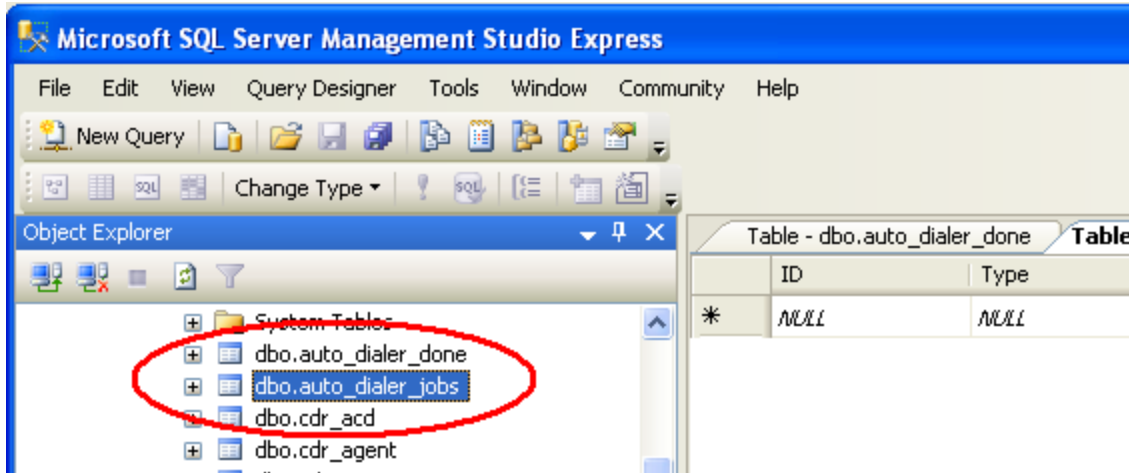 Microsoft SQL Server Management Studio Express
File Edit View Query Designer Tools Window Community Help
New Query
SQL Change Type SQL
Object Explorer
Table - dbo.auto_dialer_done Table
ID Type
NULL NULL
System Tables
dbo.auto_dialer_done
dbo.auto_dialer_jobs
dbo.cdr_acd
dbo.cdr_agent